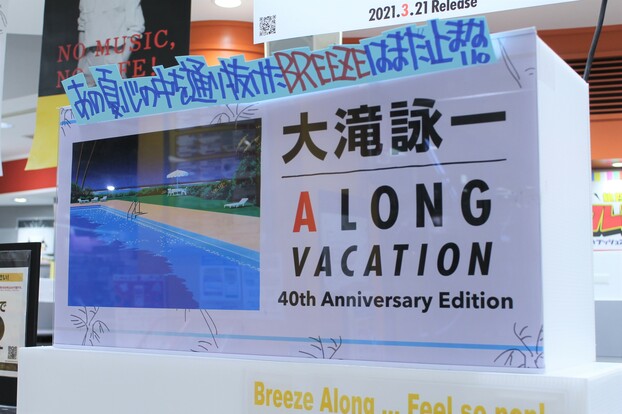 2021.3.21 Release
NO MUSIC,
NO LIFE!
あの夏、心の中を通り抜けたBREEZEはまだ止まない。
大滝詠一
A LONG
VACATION
40th Anniversary Edition
Breeze Along ... Feel so